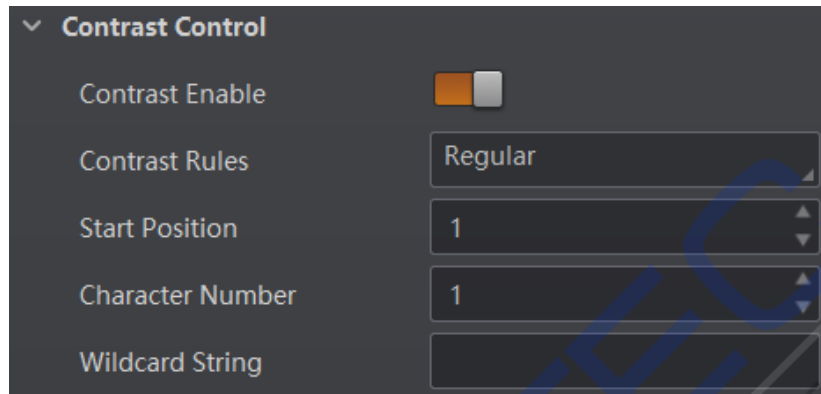 Contrast Control
Contrast Enable
Contrast Rules Regular
Start Position 1
Character Number 1
Wildcard String